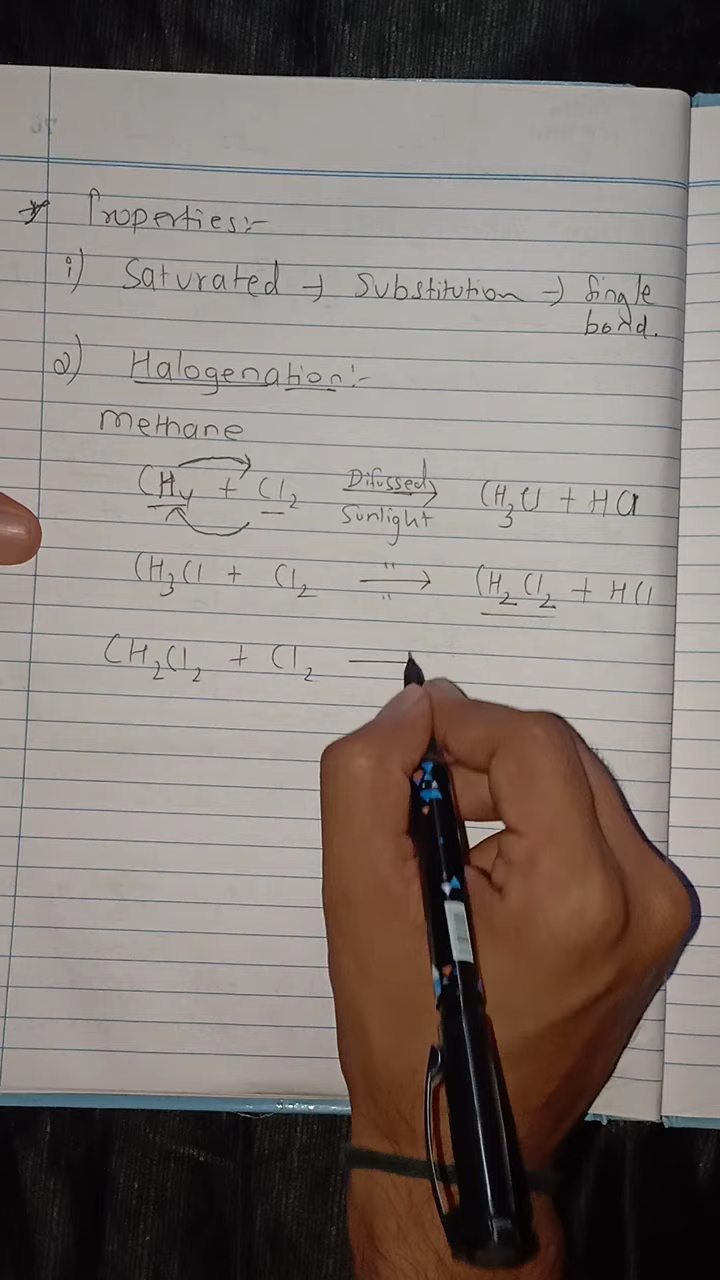 * Properties:-
i) Saturated → Substitution → Single
bond.
2) Halogenation:-
Methane
CH4 + Cl2 Difussed Sunlight → CH3Cl + HCl
CH3Cl + Cl2 " → " CH2Cl2 + HCl
CH2Cl2 + Cl2 —